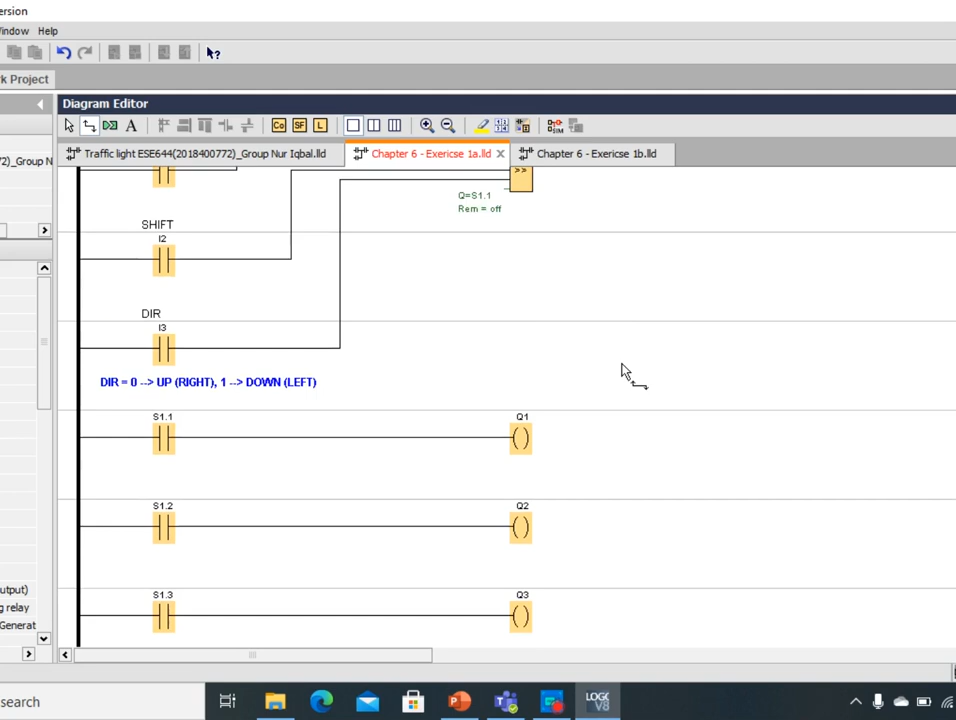 ersion
Window Help
?
rk Project
Diagram Editor
A Co SF L
Traffic light ESE644(2018400772)_Group Nur Iqbal.lld
Chapter 6 - Exericse 1a.lld
Chapter 6 - Exericse 1b.lld
2)_Group N
>>
Q=S1.1
Rem = off
SHIFT
I2
DIR
I3
DIR = 0 --> UP (RIGHT), 1 --> DOWN (LEFT)
S1.1 Q1
S1.2 Q2
S1.3 Q3
utput)
g relay
Generat
search
LOGO
V8